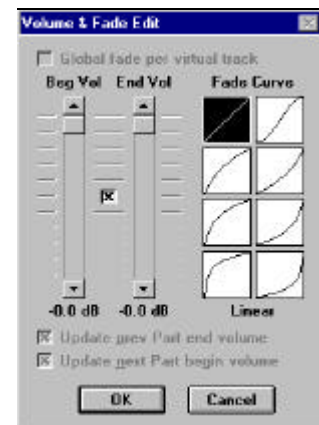 Volume & Fade Edit
Global fade per virtual track
Beg Vol End Vol Fade Curve
-0.0 dB -0.0 dB Linear
Update prev Part end volume
Update next Part begin volume
OK Cancel